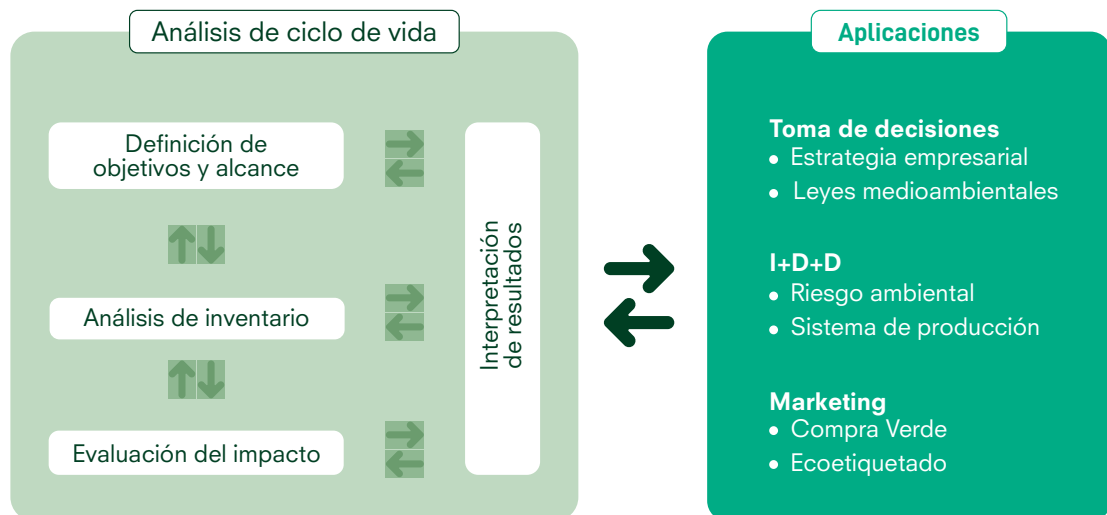 Análisis de ciclo de vida
Definición de
objetivos y alcance
Análisis de inventario
Evaluación del impacto
Interpretación
de resultados
Aplicaciones
Toma de decisiones
• Estrategia empresarial
• Leyes medioambientales
I+D+D
• Riesgo ambiental
• Sistema de producción
Marketing
• Compra Verde
• Ecoetiquetado